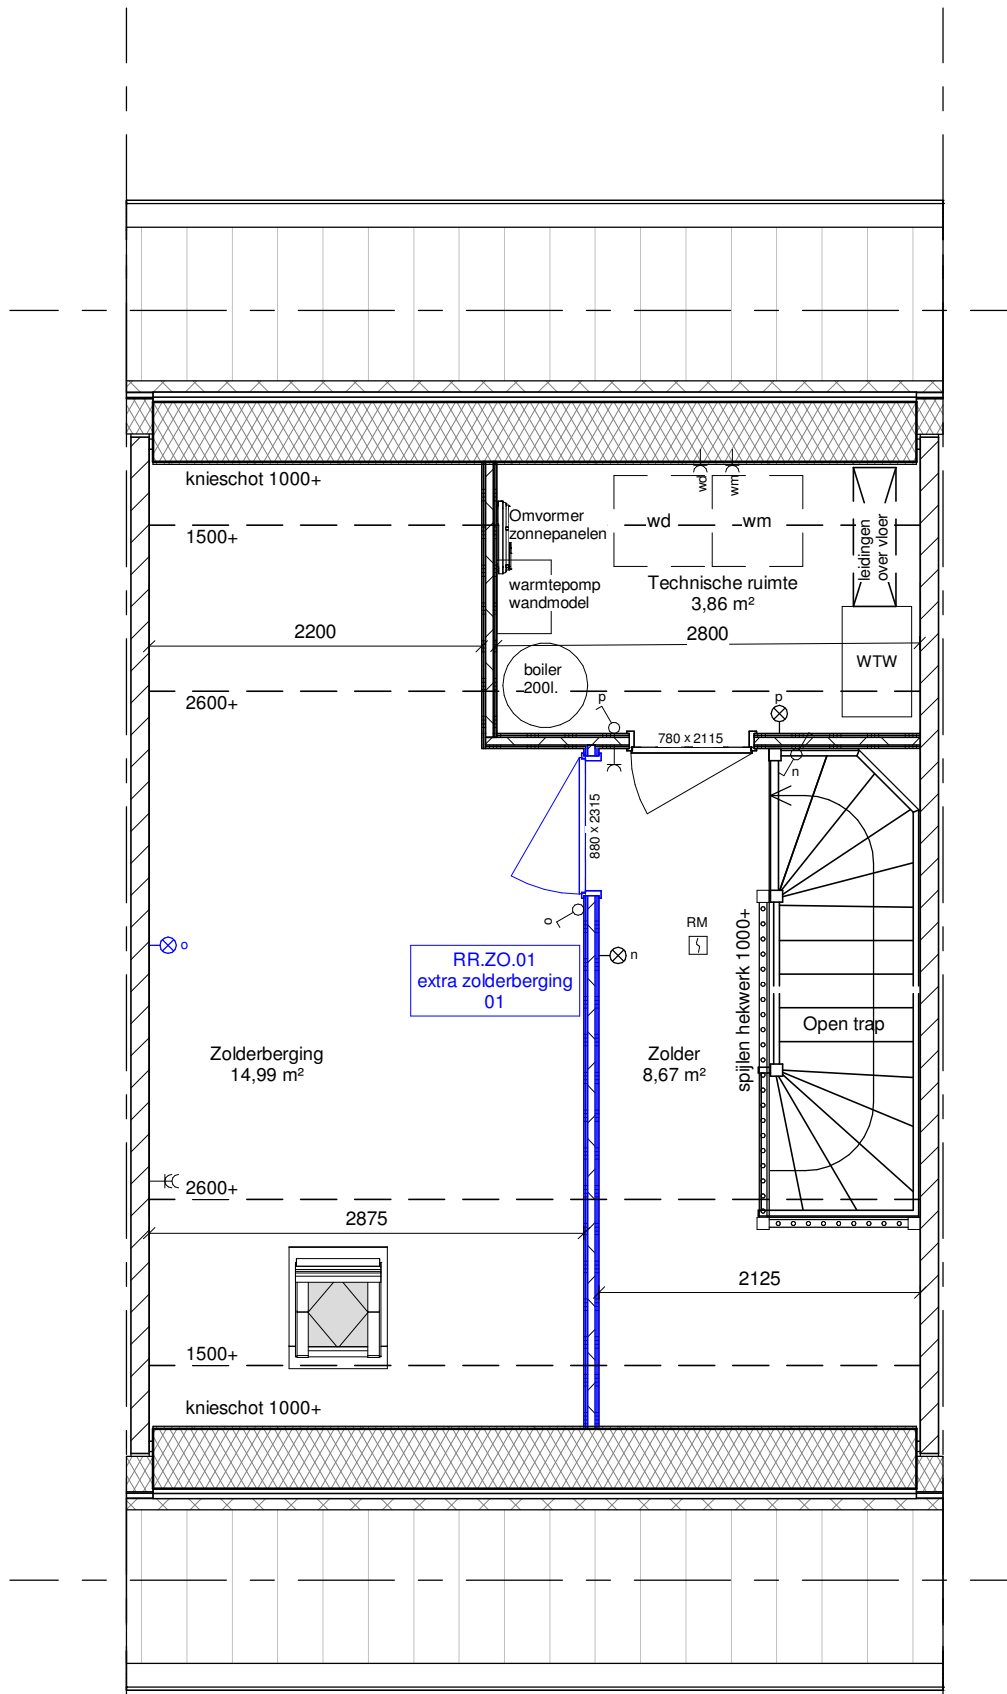 knieschot 1000+
1500+
2200
2600+
Omvormer
zonnepanelen
warmtepomp
wandmodel
boiler
200l.
wd
wm
wd
wm
Technische ruimte
3,86 m²
2800
leidingen
over vloer
WTW
p
p
780 x 2115
n
880 x 2315
o
o
n
RM
RR.ZO.01
extra zolderberging
01
Zolderberging
14,99 m²
Zolder
8,67 m²
spijlen hekwerk 1000+
Open trap
2600+
2875
2125
1500+
knieschot 1000+